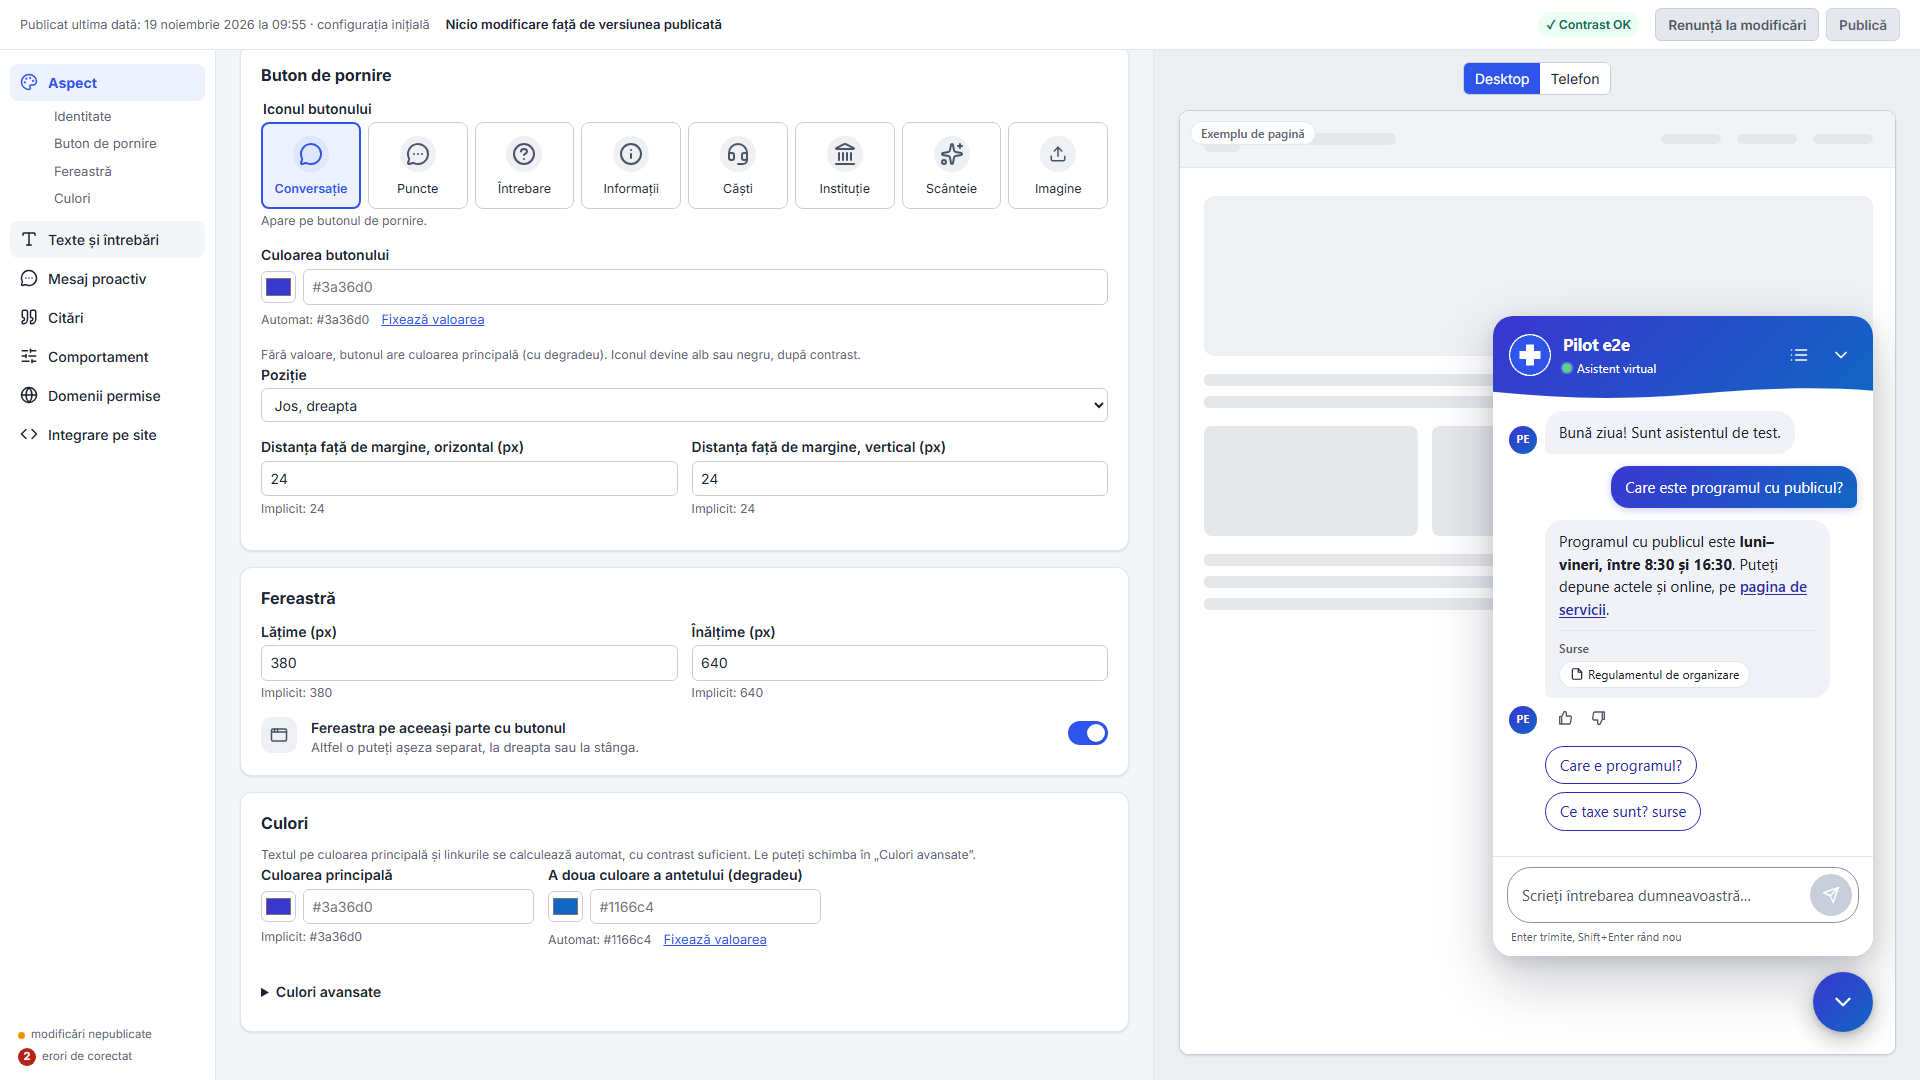 Publicat ultima dată: 19 noiembrie 2026 la 09:55 · configurația inițială
Nicio modificare față de versiunea publicată
✓ Contrast OK
Renunță la modificări
Publică
Aspect
Identitate
Buton de pornire
Fereastră
Culori
Texte și întrebări
Mesaj proactiv
Citări
Comportament
Domenii permise
Integrare pe site
modificări nepublicate
2 erori de corectat
Buton de pornire
Iconul butonului
Conversație
Puncte
Întrebare
Informații
Căști
Instituție
Scânteie
Imagine
Apare pe butonul de pornire.
Culoarea butonului
#3a36d0
Automat: #3a36d0 Fixează valoarea
Fără valoare, butonul are culoarea principală (cu degradeu). Iconul devine alb sau negru, după contrast.
Poziție
Jos, dreapta
Distanța față de margine, orizontal (px)
24
Implicit: 24
Distanța față de margine, vertical (px)
24
Implicit: 24
Fereastră
Lățime (px)
380
Implicit: 380
Înălțime (px)
640
Implicit: 640
Fereastra pe aceeași parte cu butonul
Altfel o puteți așeza separat, la dreapta sau la stânga.
Culori
Textul pe culoarea principală și linkurile se calculează automat, cu contrast suficient. Le puteți schimba în „Culori avansate”.
Culoarea principală
#3a36d0
Implicit: #3a36d0
A doua culoare a antetului (degradeu)
#1166c4
Automat: #1166c4 Fixează valoarea
Culori avansate
Desktop
Telefon
Exemplu de pagină
Pilot e2e
Asistent virtual
PE
Bună ziua! Sunt asistentul de test.
Care este programul cu publicul?
Programul cu publicul este luni–
vineri, între 8:30 și 16:30. Puteți
depune actele și online, pe pagina de
servicii.
Surse
Regulamentul de organizare
PE
Care e programul?
Ce taxe sunt? surse
Scrieți întrebarea dumneavoastră...
Enter trimite, Shift+Enter rând nou